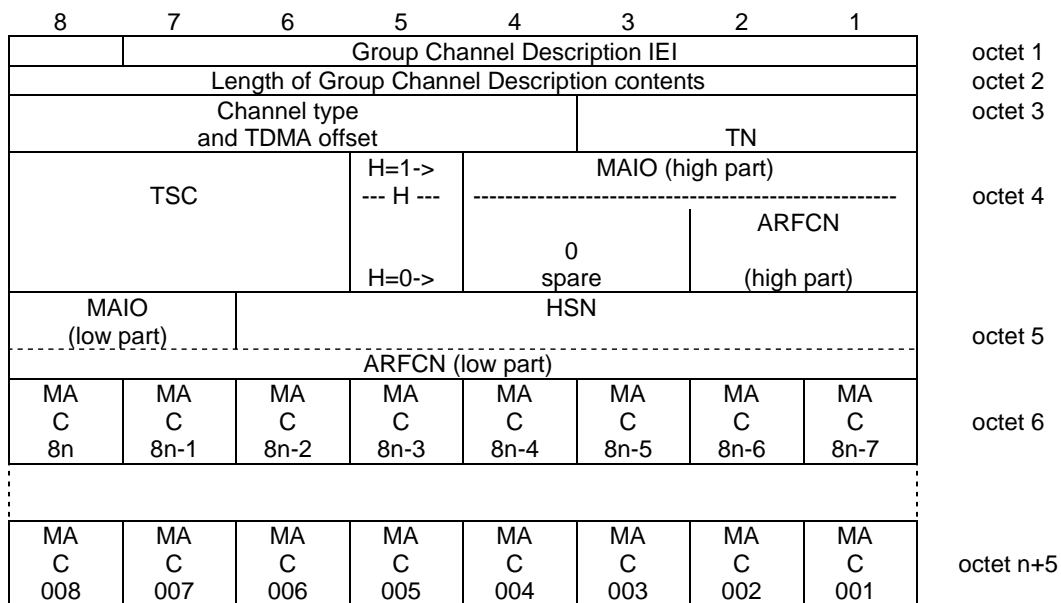 8 7 6 5 4 3 2 1
Group Channel Description IEI octet 1
Length of Group Channel Description contents octet 2
Channel type octet 3
and TDMA offset TN
H=1-> MAIO (high part)
TSC --- H --- ------------------------------------------------------ octet 4
ARFCN
0
H=0-> spare (high part)
MAIO HSN
(low part) octet 5
ARFCN (low part)
MA MA MA MA MA MA MA MA
C C C C C C C C octet 6
8n 8n-1 8n-2 8n-3 8n-4 8n-5 8n-6 8n-7
MA MA MA MA MA MA MA MA
C C C C C C C C octet n+5
008 007 006 005 004 003 002 001